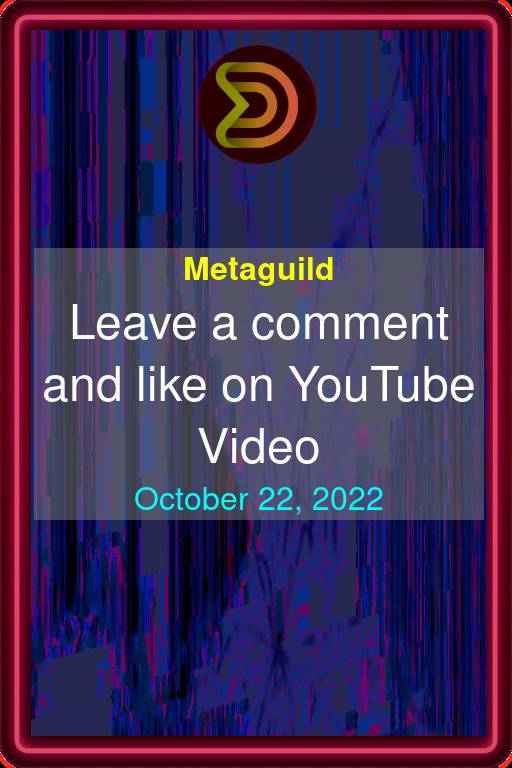 Metaguild
Leave a comment
and like on YouTube
Video
October 22, 2022